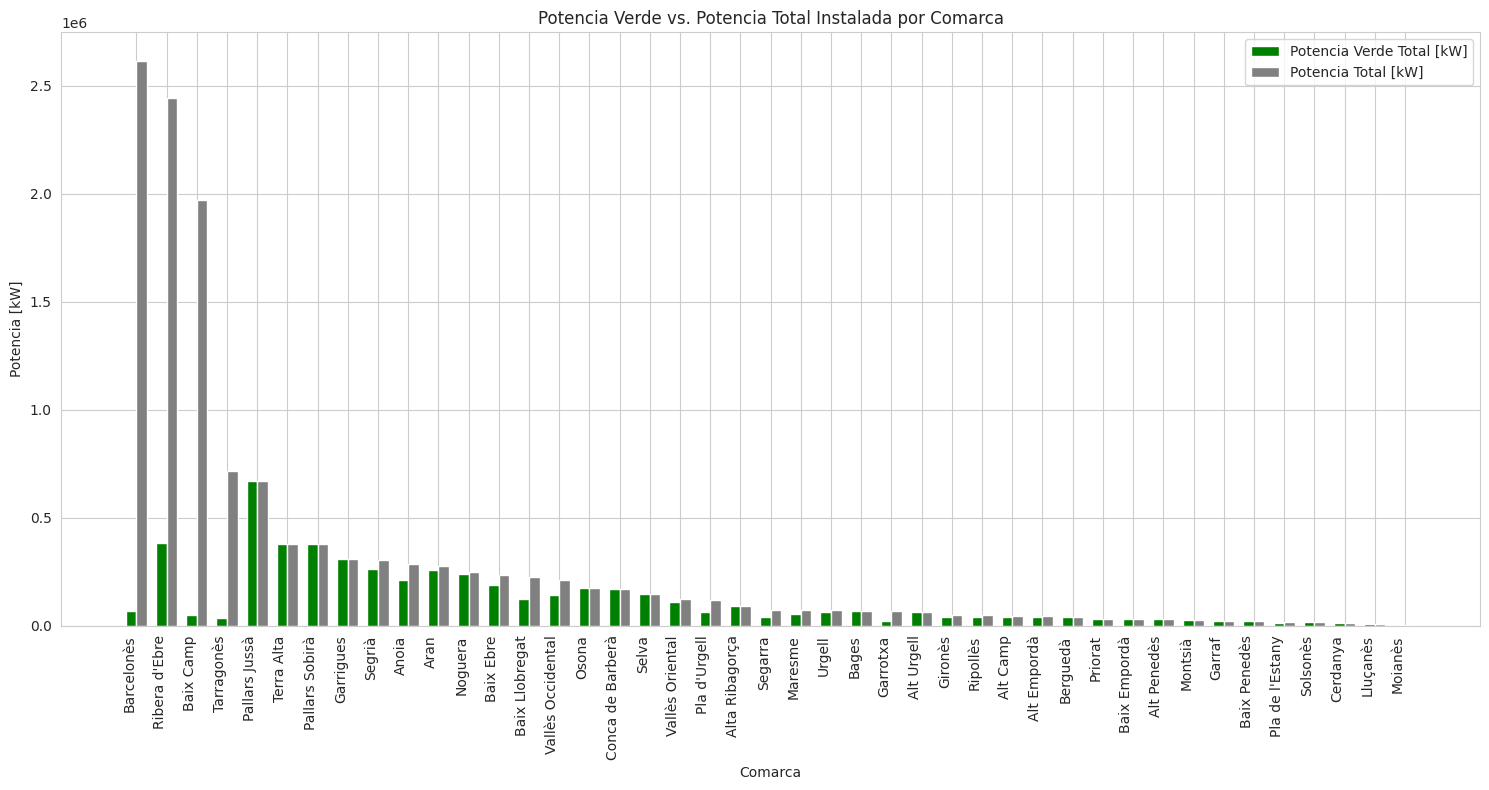 Potencia Verde vs. Potencia Total Instalada por Comarca
1e6
Potencia Verde Total [kW]
Potencia Total [kW]
2.5
2.0
1.5
1.0
0.5
0.0
Potencia [kW]
Barcelonès
Ribera d'Ebre
Baix Camp
Tarragonès
Pallars Jussà
Terra Alta
Pallars Sobirà
Garrigues
Segrià
Anoia
Aran
Noguera
Baix Ebre
Baix Llobregat
Vallès Occidental
Osona
Conca de Barberà
Selva
Vallès Oriental
Pla d'Urgell
Alta Ribagorça
Segarra
Maresme
Urgell
Bages
Garrotxa
Alt Urgell
Gironès
Ripollès
Alt Camp
Alt Empordà
Berguedà
Priorat
Baix Empordà
Alt Penedès
Montsià
Garraf
Baix Penedès
Pla de l'Estany
Solsonès
Cerdanya
Lluçanès
Moianès
Comarca